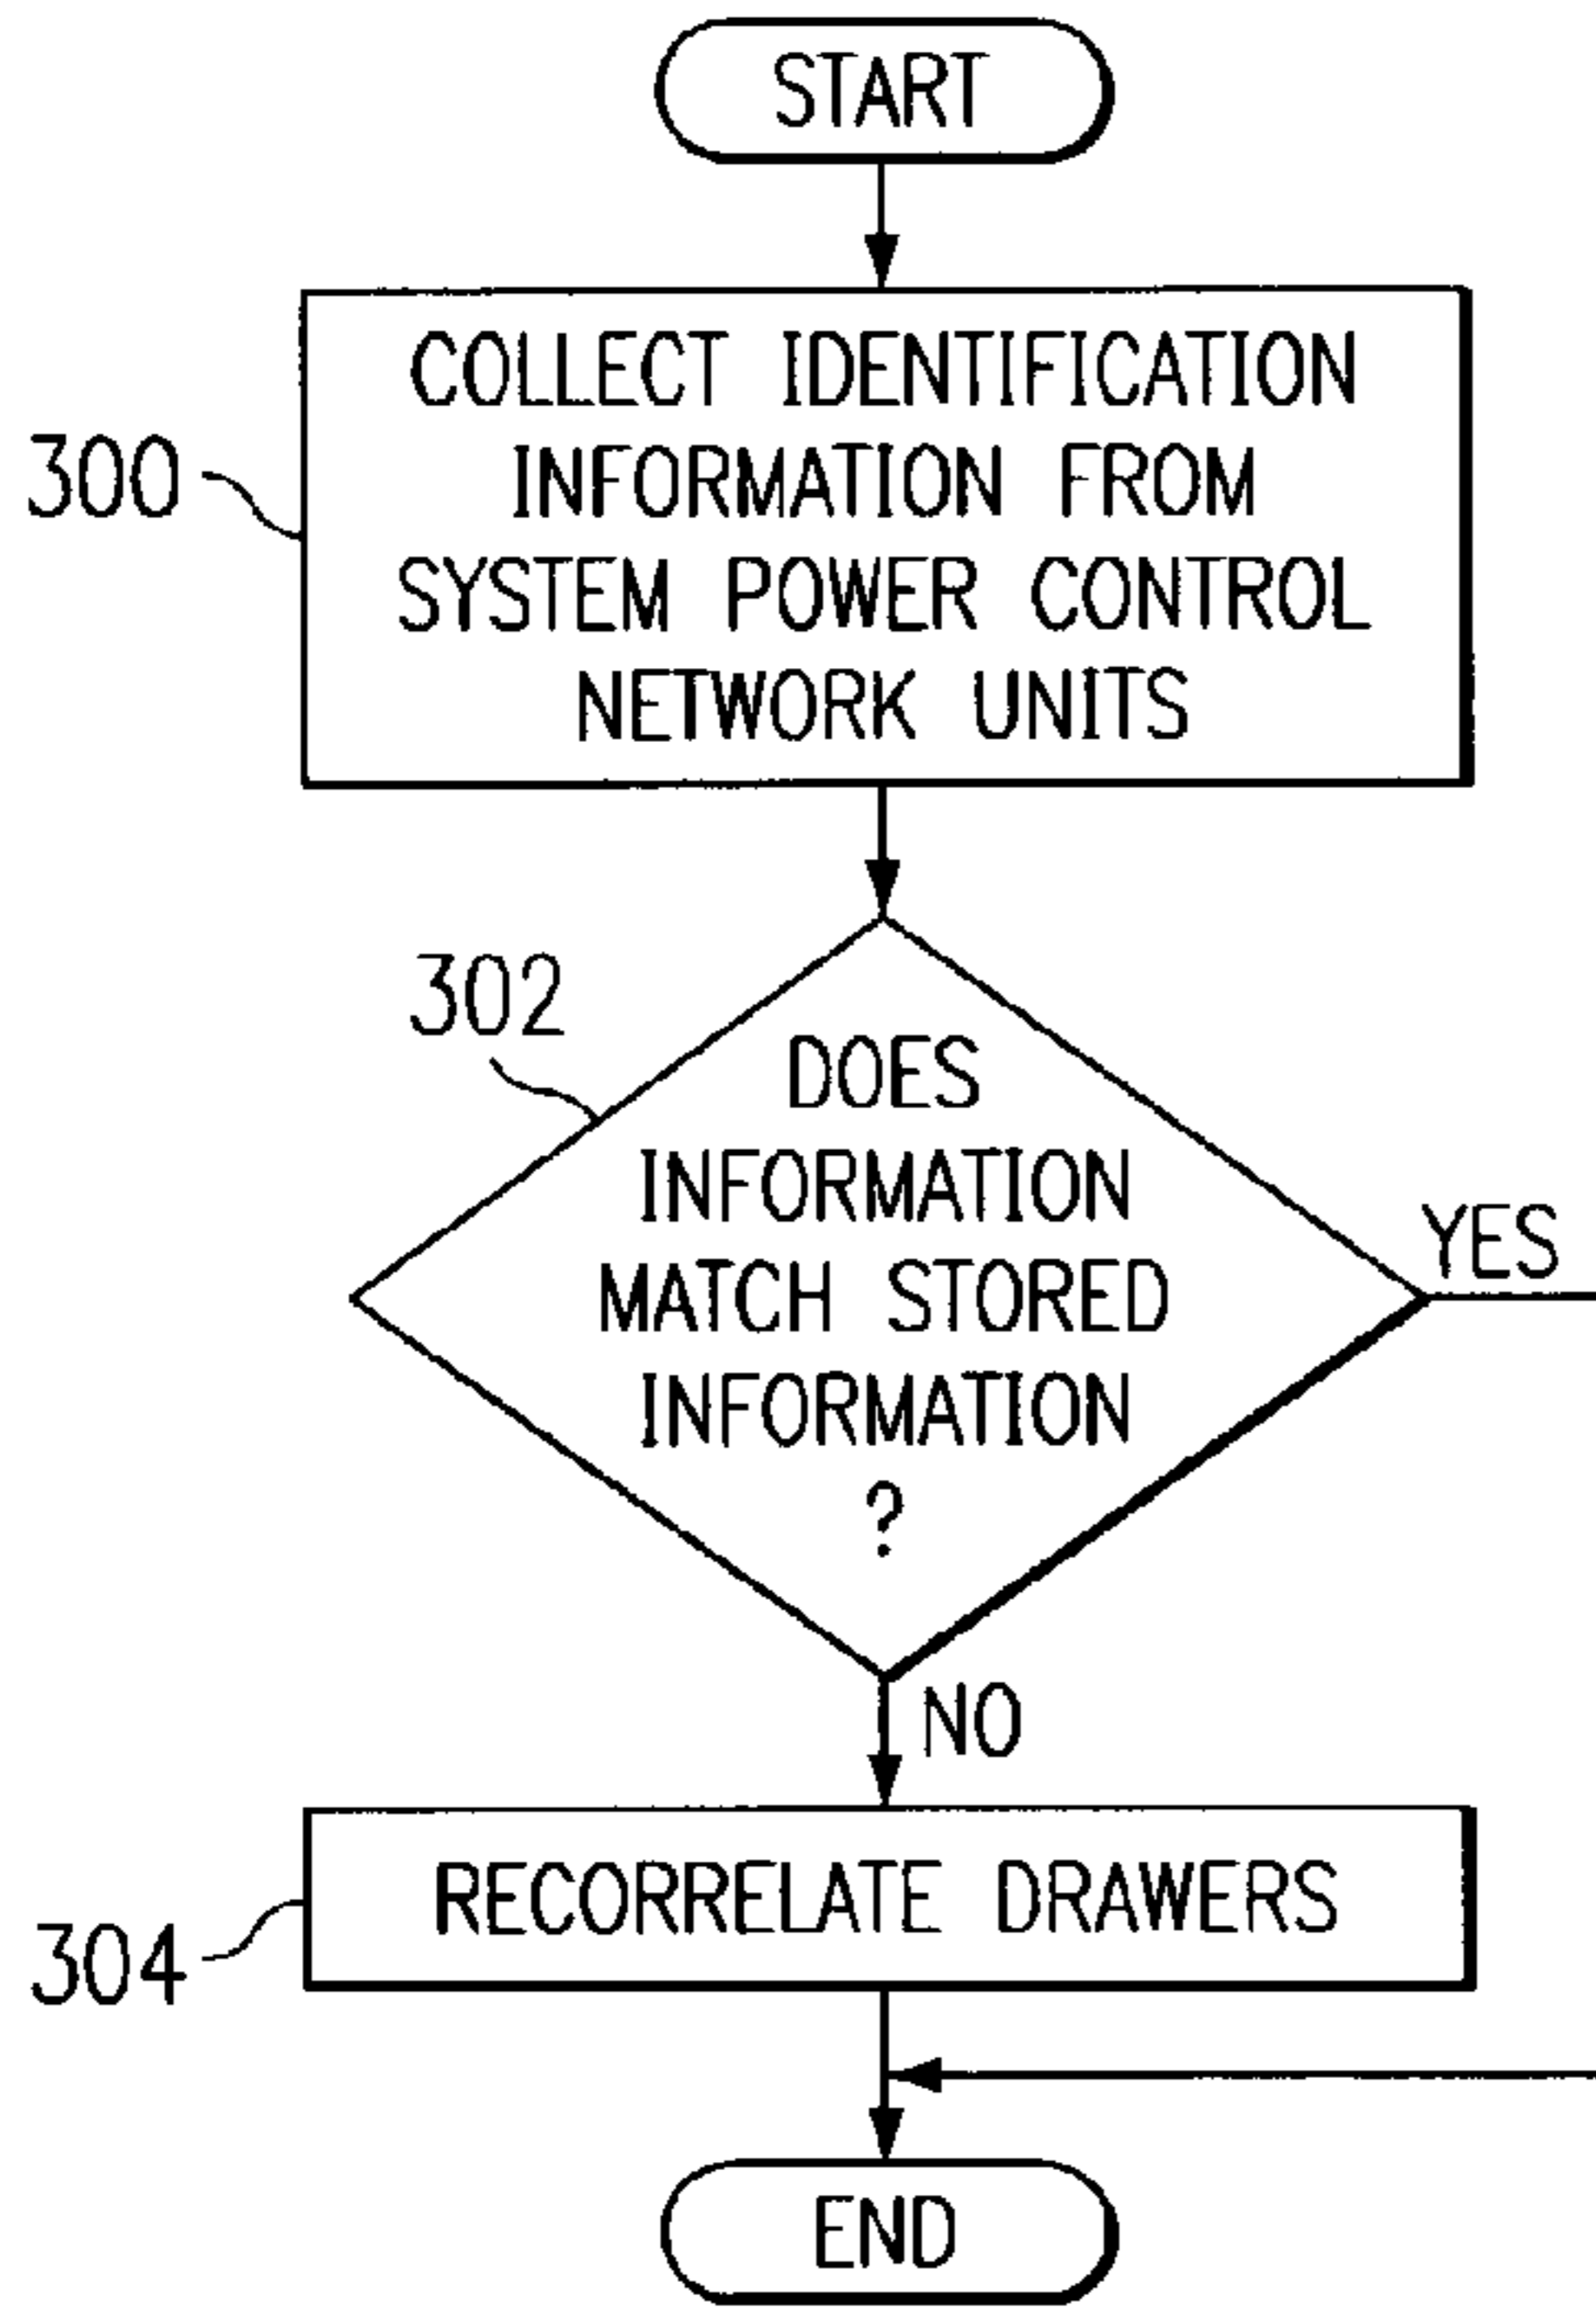 START
COLLECT IDENTIFICATION
INFORMATION FROM
SYSTEM POWER CONTROL
NETWORK UNITS
300
302
DOES
INFORMATION
MATCH STORED
INFORMATION
?
YES
NO
RECORRELATE DRAWERS
304
END